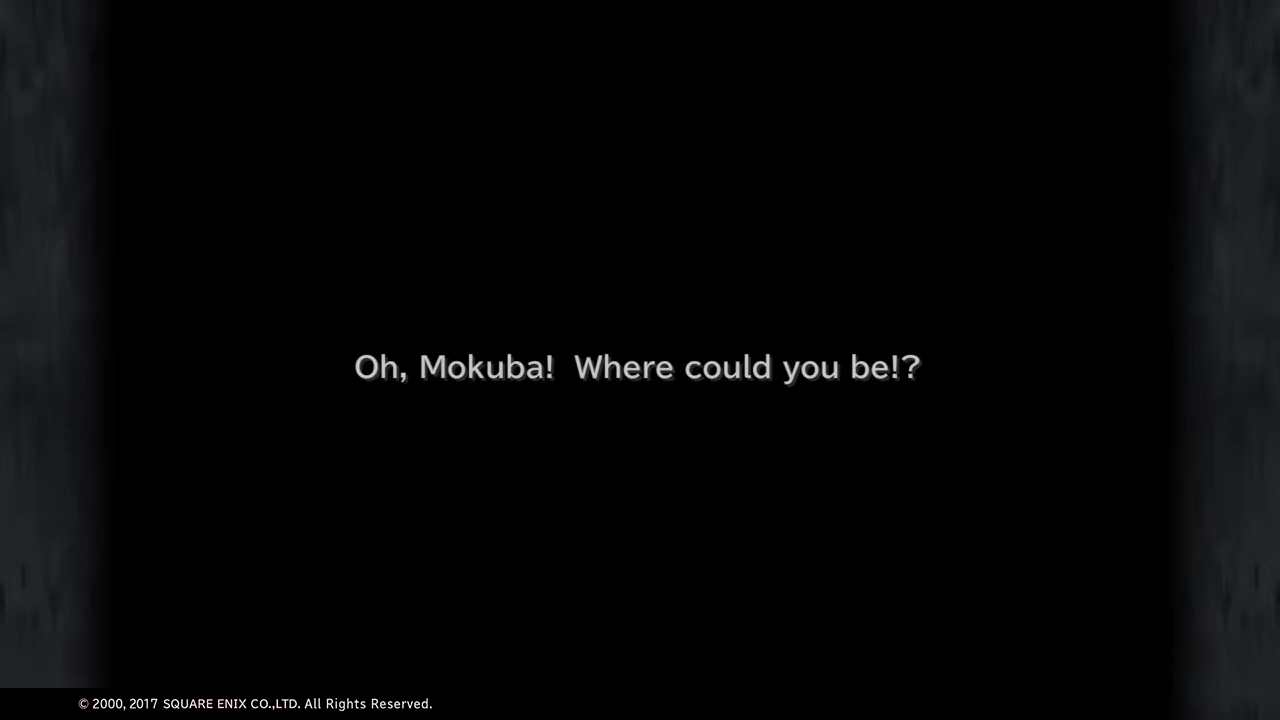 Oh, Mokuba!  Where could you be!?
© 2000, 2017 SQUARE ENIX CO.,LTD. All Rights Reserved.